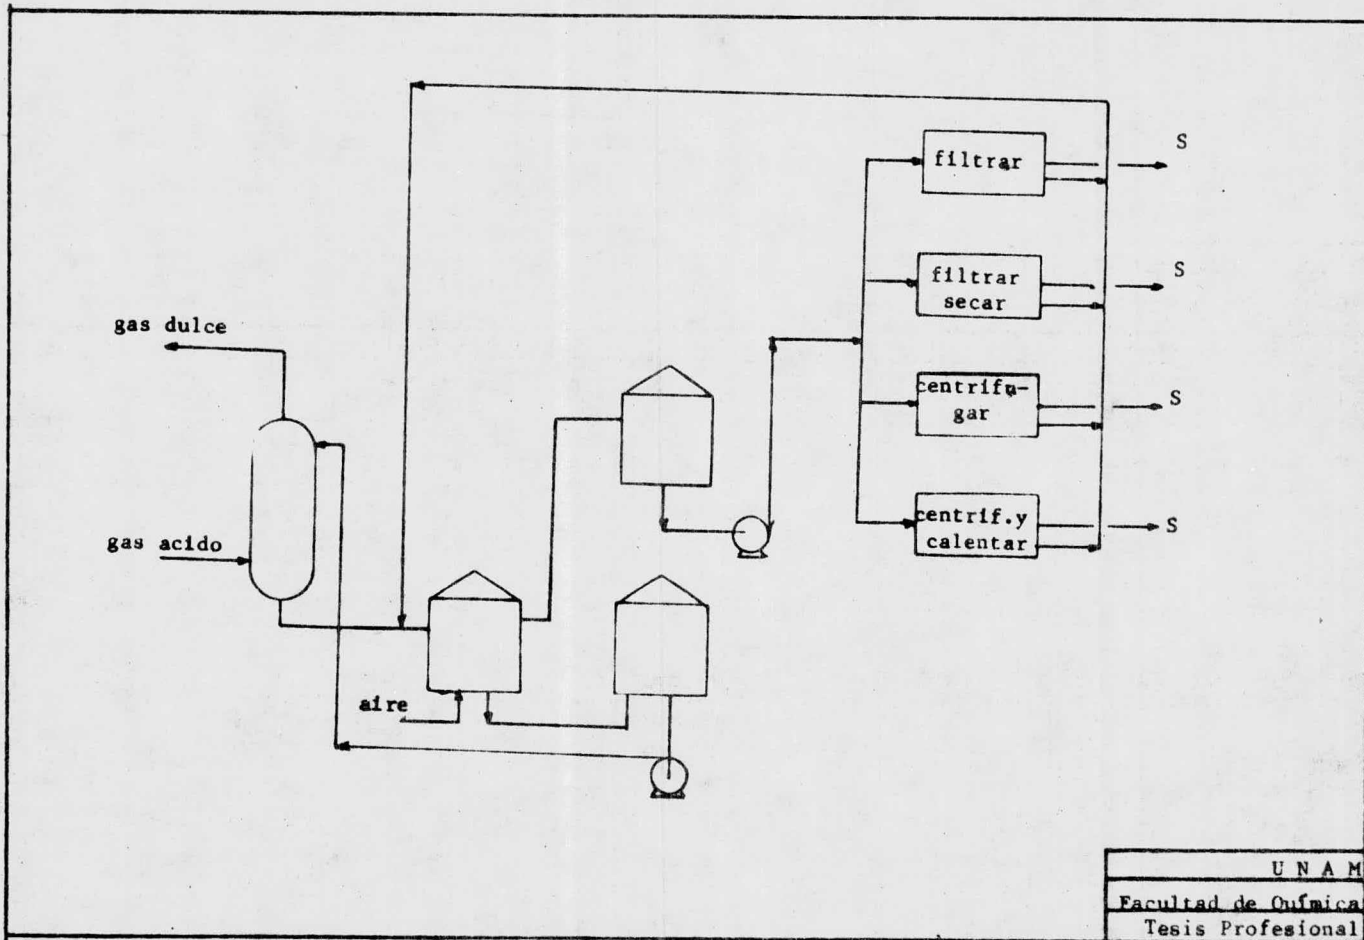 filtrar
S
filtrar
secar
S
gas dulce
centrifu-
gar
S
centrif.y
calentar
S
gas acido
aire
U N A M
Facultad de Química
Tesis Profesional